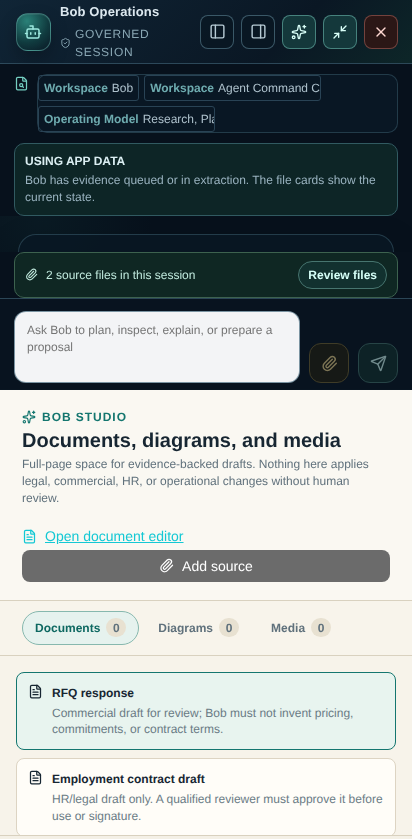 Bob Operations
GOVERNED
SESSION
Workspace Bob Workspace Agent Command C
Operating Model Research, Pla
USING APP DATA
Bob has evidence queued or in extraction. The file cards show the
current state.
2 source files in this session Review files
Ask Bob to plan, inspect, explain, or prepare a
proposal
BOB STUDIO
Documents, diagrams, and media
Full-page space for evidence-backed drafts. Nothing here applies
legal, commercial, HR, or operational changes without human
review.
Open document editor
Add source
Documents 0 Diagrams 0 Media 0
RFQ response
Commercial draft for review; Bob must not invent pricing,
commitments, or contract terms.
Employment contract draft
HR/legal draft only. A qualified reviewer must approve it before
use or signature.